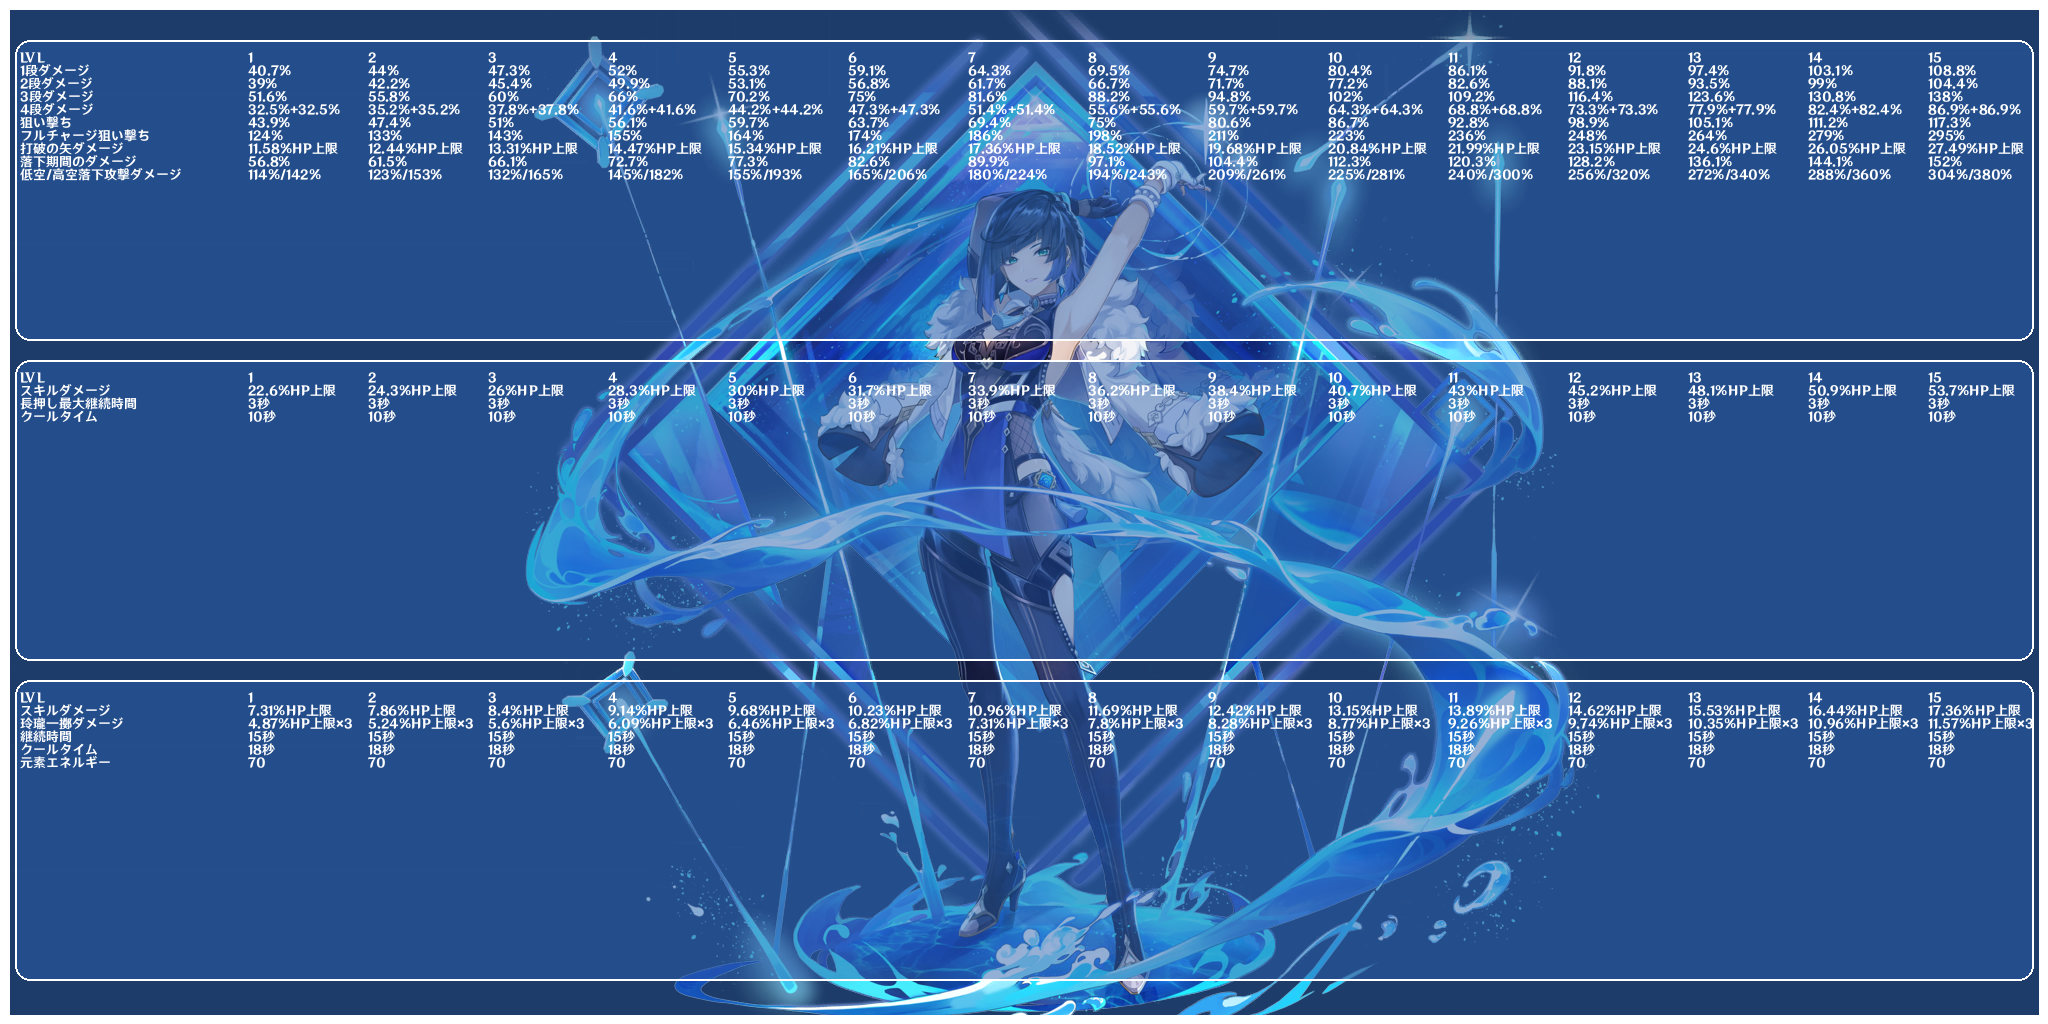 LVL 1 2 3 4 5 6 7 8 9 10 11 12 13 14 15
1段ダメージ 40.7% 44% 47.3% 52% 55.3% 59.1% 64.3% 69.5% 74.7% 80.4% 86.1% 91.8% 97.4% 103.1% 108.8%
2段ダメージ 39% 42.2% 45.4% 49.9% 53.1% 56.8% 61.7% 66.7% 71.7% 77.2% 82.6% 88.1% 93.5% 99% 104.4%
3段ダメージ 51.6% 55.8% 60% 66% 70.2% 75% 81.6% 88.2% 94.8% 102% 109.2% 116.4% 123.6% 130.8% 138%
4段ダメージ 32.5%+32.5% 35.2%+35.2% 37.8%+37.8% 41.6%+41.6% 44.2%+44.2% 47.3%+47.3% 51.4%+51.4% 55.6%+55.6% 59.7%+59.7% 64.3%+64.3% 68.8%+68.8% 73.3%+73.3% 77.9%+77.9% 82.4%+82.4% 86.9%+86.9%
狙い撃ち 43.9% 47.4% 51% 56.1% 59.7% 63.7% 69.4% 75% 80.6% 86.7% 92.8% 98.9% 105.1% 111.2% 117.3%
フルチャージ狙い撃ち 124% 133% 143% 155% 164% 174% 186% 198% 211% 223% 236% 248% 264% 279% 295%
打破の矢ダメージ 11.58%HP上限 12.44%HP上限 13.31%HP上限 14.47%HP上限 15.34%HP上限 16.21%HP上限 17.36%HP上限 18.52%HP上限 19.68%HP上限 20.84%HP上限 21.99%HP上限 23.15%HP上限 24.6%HP上限 26.05%HP上限 27.49%HP上限
落下期間のダメージ 56.8% 61.5% 66.1% 72.7% 77.3% 82.6% 89.9% 97.1% 104.4% 112.3% 120.3% 128.2% 136.1% 144.1% 152%
低空/高空落下攻撃ダメージ 114%/142% 123%/153% 132%/165% 145%/182% 155%/193% 165%/206% 180%/224% 194%/243% 209%/261% 225%/281% 240%/300% 256%/320% 272%/340% 288%/360% 304%/380%
LVL 1 2 3 4 5 6 7 8 9 10 11 12 13 14 15
スキルダメージ 22.6%HP上限 24.3%HP上限 26%HP上限 28.3%HP上限 30%HP上限 31.7%HP上限 33.9%HP上限 36.2%HP上限 38.4%HP上限 40.7%HP上限 43%HP上限 45.2%HP上限 48.1%HP上限 50.9%HP上限 53.7%HP上限
長押し最大継続時間 3秒 3秒 3秒 3秒 3秒 3秒 3秒 3秒 3秒 3秒 3秒 3秒 3秒 3秒 3秒
クールタイム 10秒 10秒 10秒 10秒 10秒 10秒 10秒 10秒 10秒 10秒 10秒 10秒 10秒 10秒 10秒
LVL 1 2 3 4 5 6 7 8 9 10 11 12 13 14 15
スキルダメージ 7.31%HP上限 7.86%HP上限 8.4%HP上限 9.14%HP上限 9.68%HP上限 10.23%HP上限 10.96%HP上限 11.69%HP上限 12.42%HP上限 13.15%HP上限 13.89%HP上限 14.62%HP上限 15.53%HP上限 16.44%HP上限 17.36%HP上限
玲瓏一擲ダメージ 4.87%HP上限×3 5.24%HP上限×3 5.6%HP上限×3 6.09%HP上限×3 6.46%HP上限×3 6.82%HP上限×3 7.31%HP上限×3 7.8%HP上限×3 8.28%HP上限×3 8.77%HP上限×3 9.26%HP上限×3 9.74%HP上限×3 10.35%HP上限×3 10.96%HP上限×3 11.57%HP上限×3
継続時間 15秒 15秒 15秒 15秒 15秒 15秒 15秒 15秒 15秒 15秒 15秒 15秒 15秒 15秒 15秒
クールタイム 18秒 18秒 18秒 18秒 18秒 18秒 18秒 18秒 18秒 18秒 18秒 18秒 18秒 18秒 18秒
元素エネルギー 70 70 70 70 70 70 70 70 70 70 70 70 70 70 70